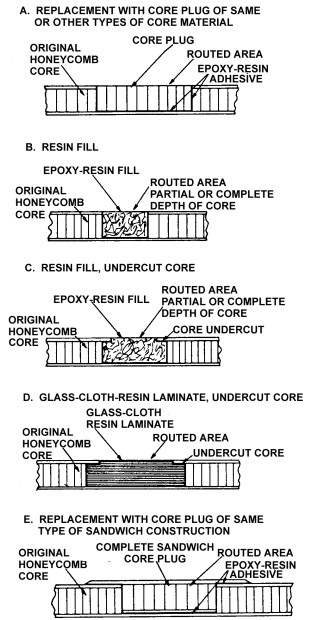 A. REPLACEMENT WITH CORE PLUG OF SAME
OR OTHER TYPES OF CORE MATERIAL
CORE PLUG
ORIGINAL
HONEYCOMB
CORE
ROUTED AREA
EPOXY-RESIN
ADHESIVE
B. RESIN FILL
EPOXY-RESIN FILL
ORIGINAL
HONEYCOMB
CORE
ROUTED AREA
PARTIAL OR COMPLETE
DEPTH OF CORE
C. RESIN FILL, UNDERCUT CORE
EPOXY-RESIN FILL
ROUTED AREA
PARTIAL OR COMPLETE
DEPTH OF CORE
ORIGINAL
HONEYCOMB
CORE
CORE UNDERCUT
D. GLASS-CLOTH-RESIN LAMINATE, UNDERCUT CORE
GLASS-CLOTH
RESIN LAMINATE
ORIGINAL
HONEYCOMB
CORE
ROUTED AREA
UNDERCUT CORE
E. REPLACEMENT WITH CORE PLUG OF SAME
TYPE OF SANDWICH CONSTRUCTION
ORIGINAL
HONEYCOMB
CORE
COMPLETE SANDWICH
CORE PLUG
ROUTED AREA
EPOXY-RESIN
ADHESIVE